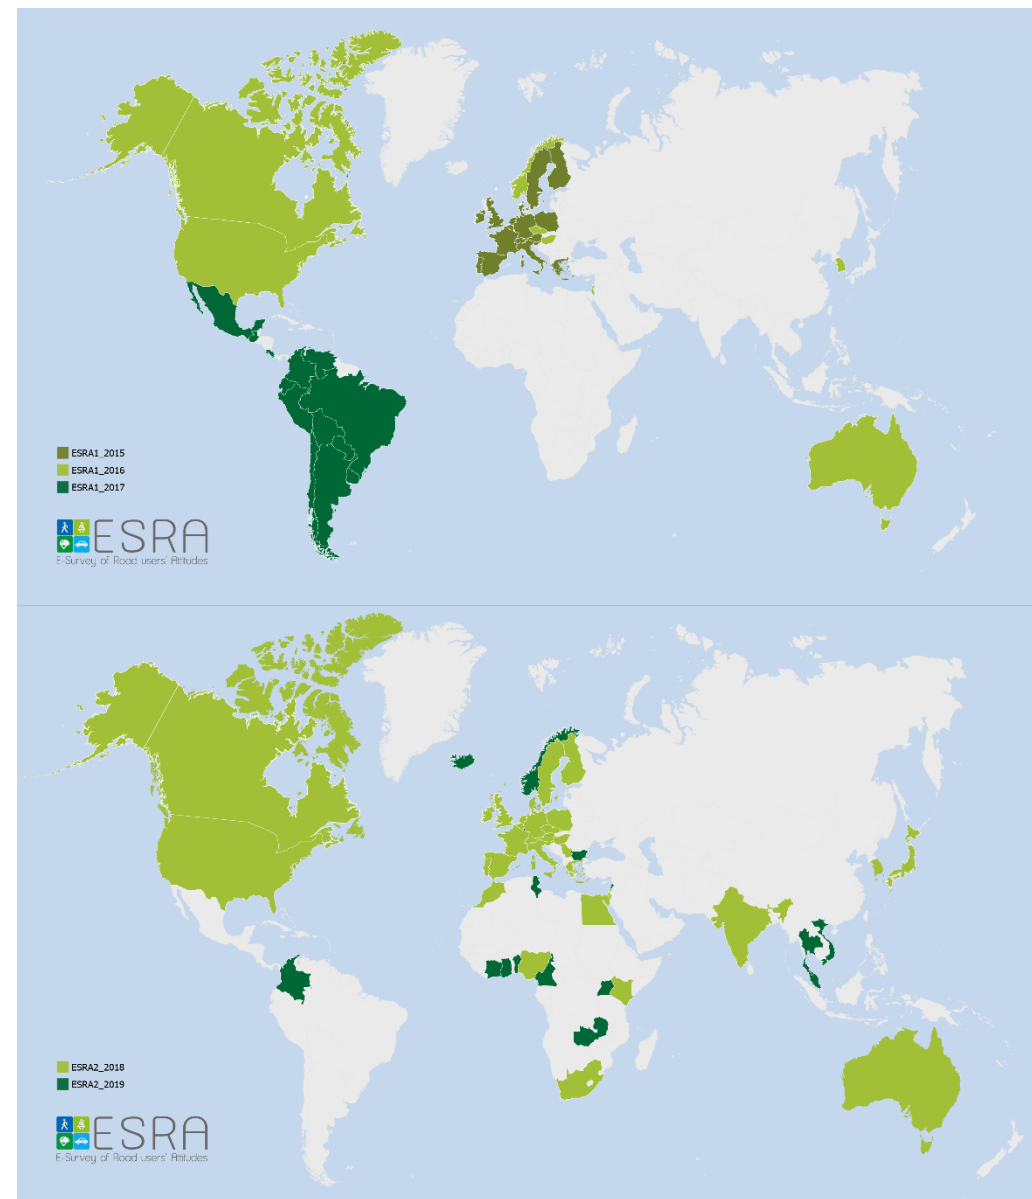 ESRA1_2015
ESRA1_2016
ESRA1_2017
ESRA
E-Survey of Road users' Attitudes
ESRA2_2018
ESRA2_2019
ESRA
E-Survey of Road users' Attitudes